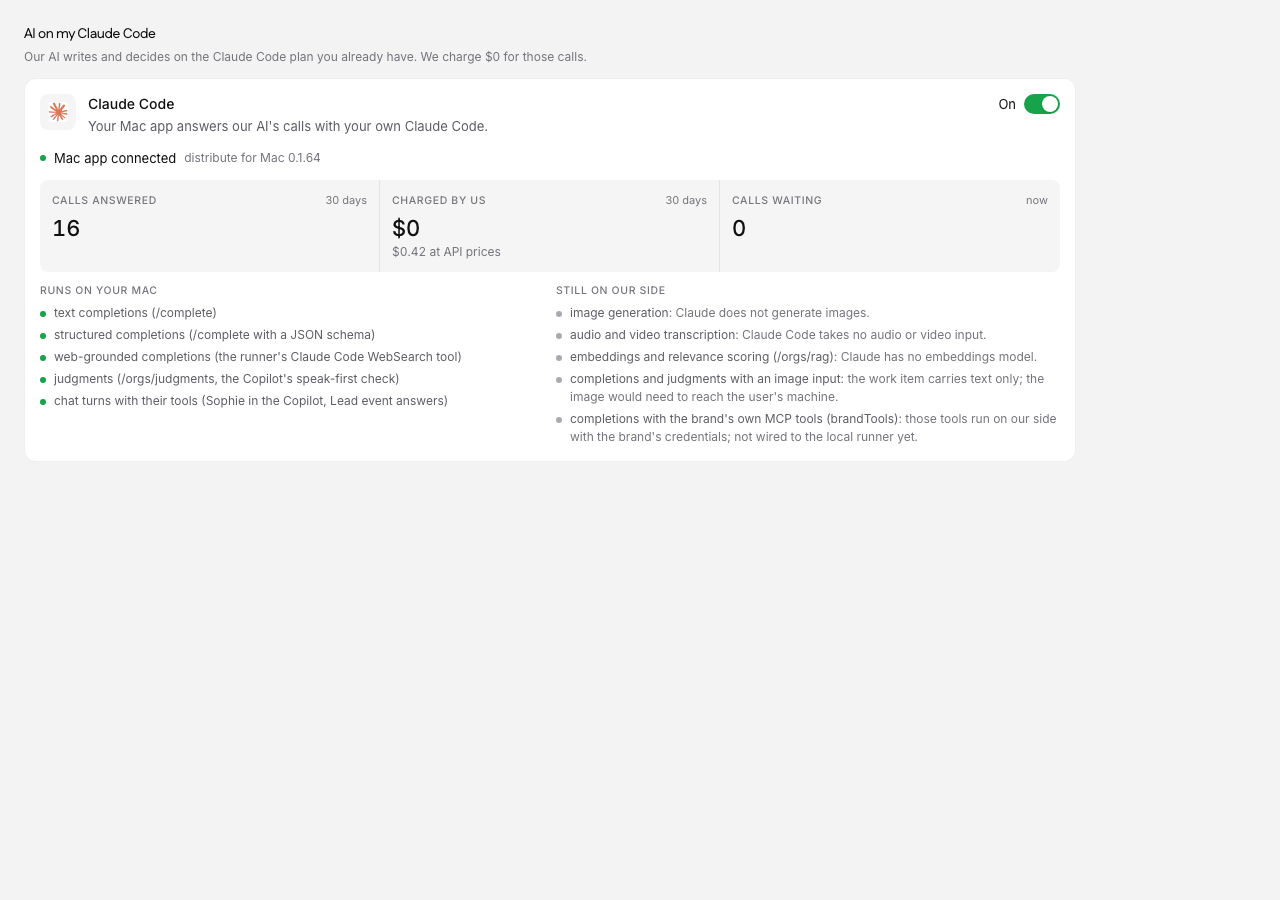 AI on my Claude Code
Our AI writes and decides on the Claude Code plan you already have. We charge $0 for those calls.
Claude Code
On
Your Mac app answers our AI's calls with your own Claude Code.
Mac app connected distribute for Mac 0.1.64
CALLS ANSWERED 30 days
16
CHARGED BY US 30 days
$0
$0.42 at API prices
CALLS WAITING now
0
RUNS ON YOUR MAC
text completions (/complete)
structured completions (/complete with a JSON schema)
web-grounded completions (the runner's Claude Code WebSearch tool)
judgments (/orgs/judgments, the Copilot's speak-first check)
chat turns with their tools (Sophie in the Copilot, Lead event answers)
STILL ON OUR SIDE
image generation: Claude does not generate images.
audio and video transcription: Claude Code takes no audio or video input.
embeddings and relevance scoring (/orgs/rag): Claude has no embeddings model.
completions and judgments with an image input: the work item carries text only; the
image would need to reach the user's machine.
completions with the brand's own MCP tools (brandTools): those tools run on our side
with the brand's credentials; not wired to the local runner yet.